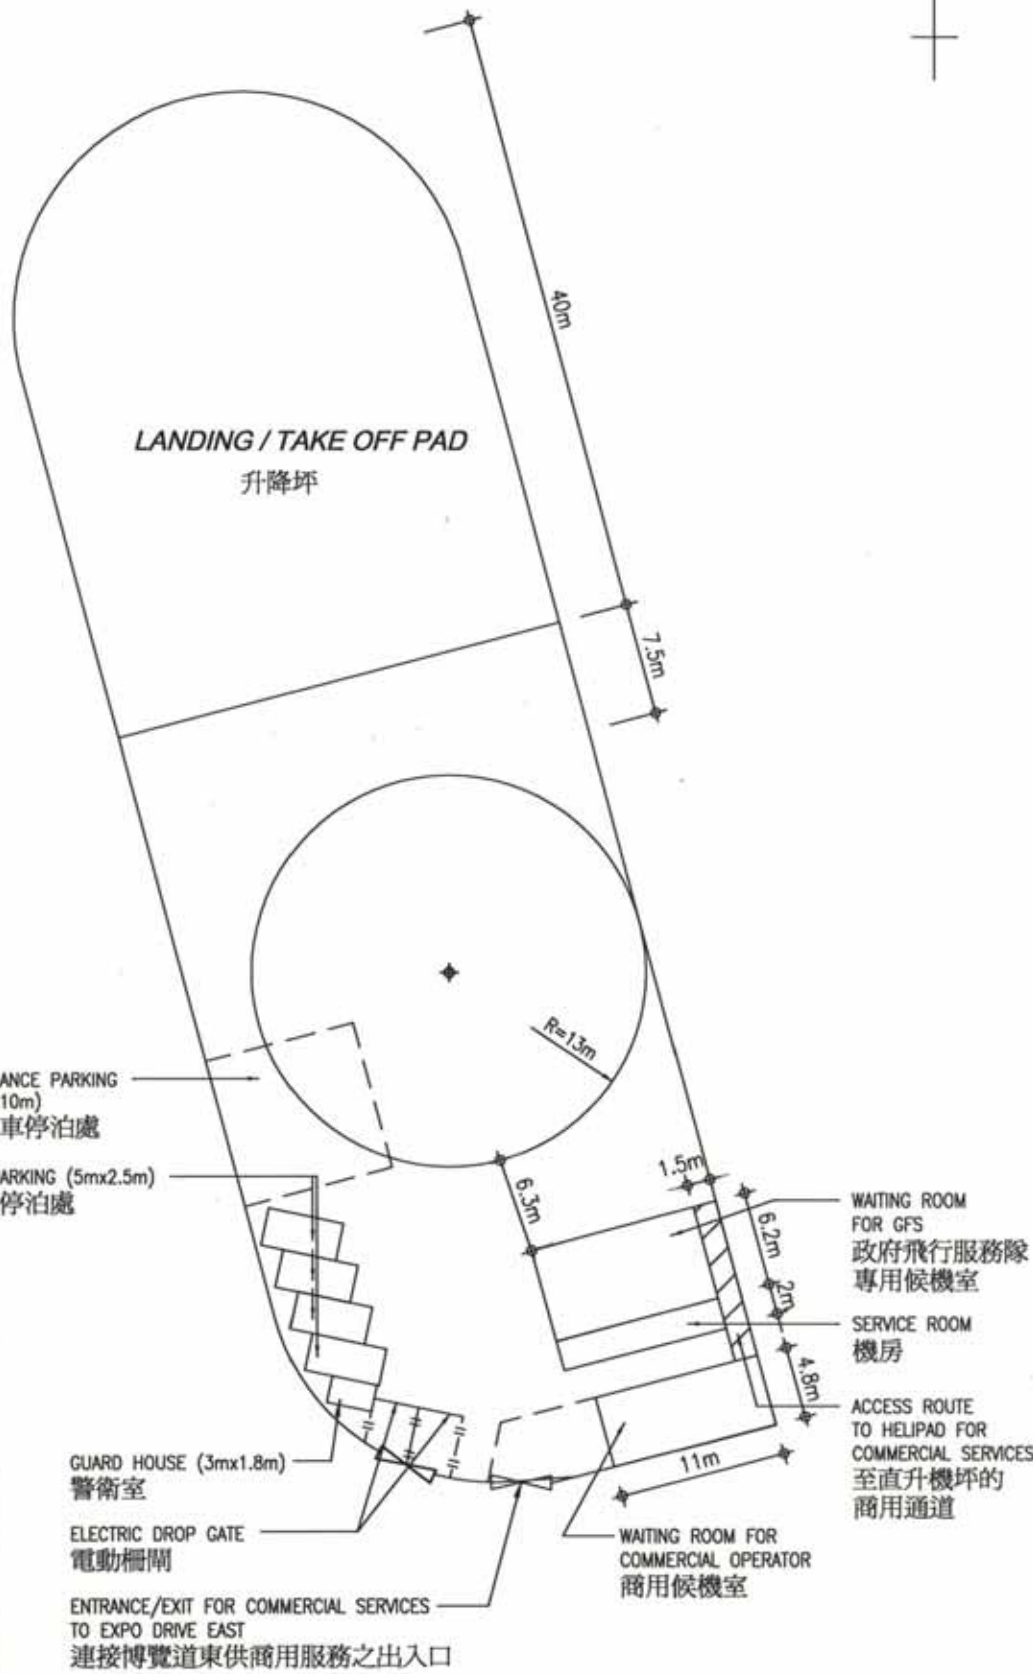 40m
LANDING / TAKE OFF PAD
升降坪
7.5m
R=13m
ANCE PARKING
10m)
車停泊處
ARKING (5mx2.5m)
停泊處
6.3m
1.5m
6.2m
2m
4.8m
11m
WAITING ROOM
FOR GFS
政府飛行服務隊
專用候機室
SERVICE ROOM
機房
ACCESS ROUTE
TO HELIPAD FOR
COMMERCIAL SERVICES
至直升機坪的
商用通道
GUARD HOUSE (3mx1.8m)
警衛室
ELECTRIC DROP GATE
電動柵閘
WAITING ROOM FOR
COMMERCIAL OPERATOR
商用候機室
ENTRANCE/EXIT FOR COMMERCIAL SERVICES
TO EXPO DRIVE EAST
連接博覽道東供商用服務之出入口